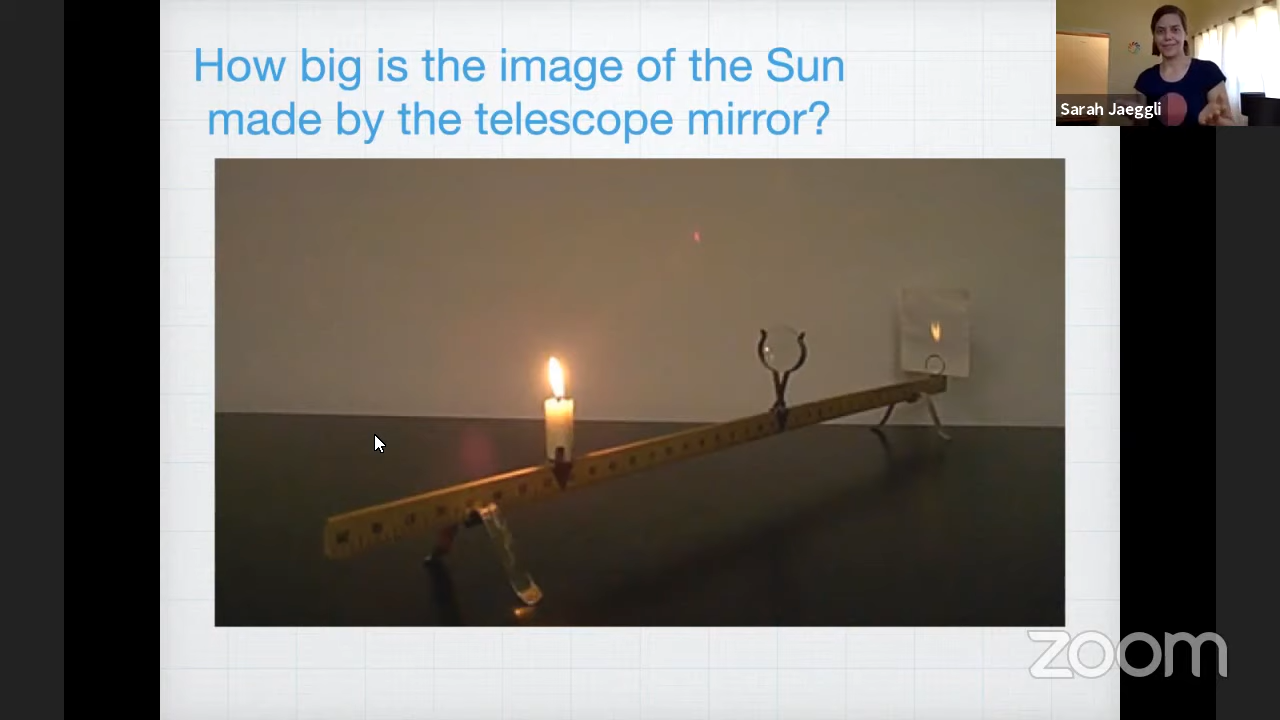 How big is the image of the Sun
made by the telescope mirror?
Sarah Jaeggli
zoom